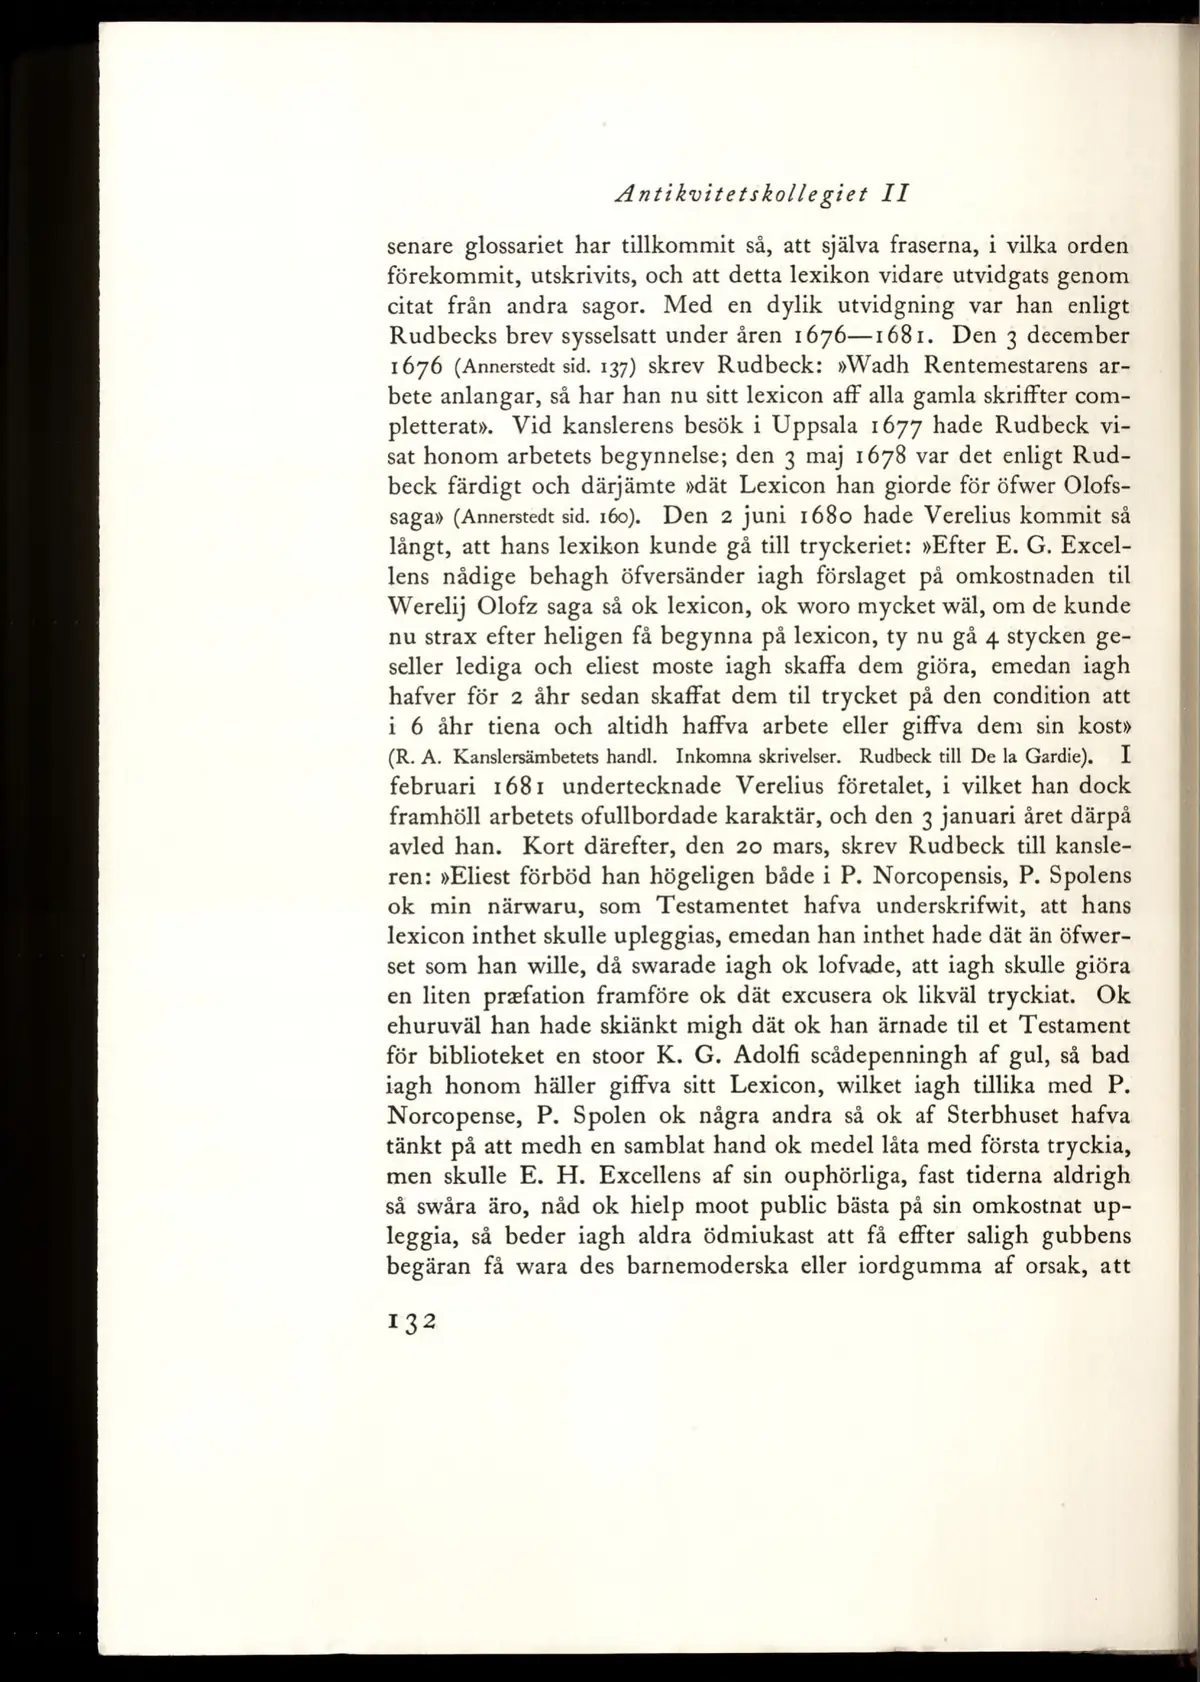 Antikvitetskollegiet II
senare glossariet har tillkommit så, att själva fraserna, i vilka orden
förekommit, utskrivits, och att detta lexikon vidare utvidgats genom
citat från andra sagor. Med en dylik utvidgning var han enligt
Rudbecks brev sysselsatt under åren 1676—1681. Den 3 december
1676 (Annerstedt sid. 137) skrev Rudbeck: »Wadh Rentemestarens ar-
bete anlangar, så har han nu sitt lexicon aff alla gamla skriffter com-
pletterat». Vid kanslerens besök i Uppsala 1677 hade Rudbeck vi-
sat honom arbetets begynnelse; den 3 maj 1678 var det enligt Rud-
beck färdigt och därjämte »dät Lexicon han giorde för öfwer Olofs-
saga» (Annerstedt sid. 160). Den 2 juni 1680 hade Verelius kommit så
långt, att hans lexikon kunde gå till tryckeriet: »Efter E. G. Excel-
lens nådige behagh öfversänder iagh förslaget på omkostnaden til
Werelij Olofz saga så ok lexicon, ok woro mycket wäl, om de kunde
nu strax efter heligen få begynna på lexicon, ty nu gå 4 stycken ge-
seller lediga och eliest moste iagh skaffa dem giöra, emedan iagh
hafver för 2 åhr sedan skaffat dem til trycket på den condition att
i 6 åhr tiena och altidh haffva arbete eller giffva dem sin kost»
(R. A. Kanslersämbetets handl. Inkomna skrivelser. Rudbeck till De la Gardie). I
februari 1681 undertecknade Verelius företalet, i vilket han dock
framhöll arbetets ofullbordade karaktär, och den 3 januari året därpå
avled han. Kort därefter, den 20 mars, skrev Rudbeck till kansle-
ren: »Eliest förböd han högeligen både i P. Norcopensis, P. Spolens
ok min närwaru, som Testamentet hafva underskrifwit, att hans
lexicon inthet skulle upleggias, emedan han inthet hade dät än öfwer-
set som han wille, då swarade iagh ok lofvade, att iagh skulle giöra
en liten præfation framföre ok dät excusera ok likväl tryckiat. Ok
ehuruväl han hade skiänkt migh dät ok han ärnade til et Testament
för biblioteket en stoor K. G. Adolfi scådepenningh af gul, så bad
iagh honom häller giffva sitt Lexicon, wilket iagh tillika med P.
Norcopense, P. Spolen ok några andra så ok af Sterbhuset hafva
tänkt på att medh en samblat hand ok medel låta med första tryckia,
men skulle E. H. Excellens af sin ouphörliga, fast tiderna aldrigh
så swåra äro, nåd ok hielp moot public bästa på sin omkostnat up-
leggia, så beder iagh aldra ödmiukast att få effter saligh gubbens
begäran få wara des barnemoderska eller iordgumma af orsak, att
132